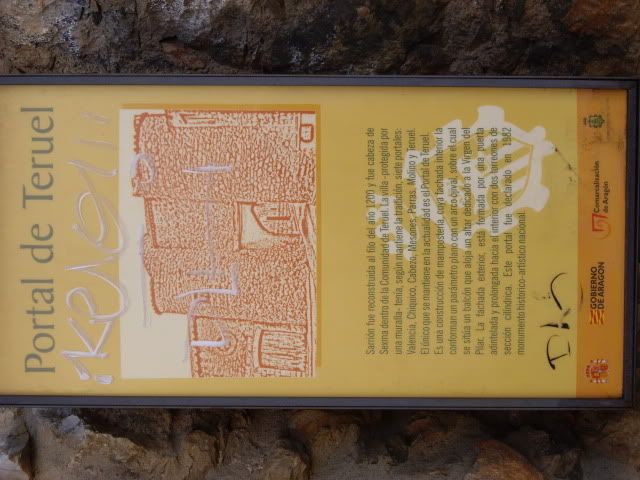 Portal de Teruel
Sarrión fue reconstruida al filo del año 1201 y fue cabeza de
Sexma dentro de la Comunidad de Teruel. La villa -protegida por
una muralla- tenía, según mantiene la tradición, siete portales:
Valencia, Chiquico, Cabezo, Mesones, Parras, Molino y Teruel.
El único que se mantiene en la actualidad es el Portal de Teruel.
Es una construcción de mampostería, cuya fachada interior la
conforman un parámetro plano con un arco ojival, sobre el cual
se sitúa un balcón que aloja un altar dedicado a la Virgen del
Pilar. La fachada exterior, está formada por una puerta
adintelada y prolongada hacia el interior con dos torreones de
sección cilíndrica. Este portal fue declarado en 1982
monumento histórico-artístico nacional.
GOBIERNO
DE ARAGON
Comarcalización
de Aragón